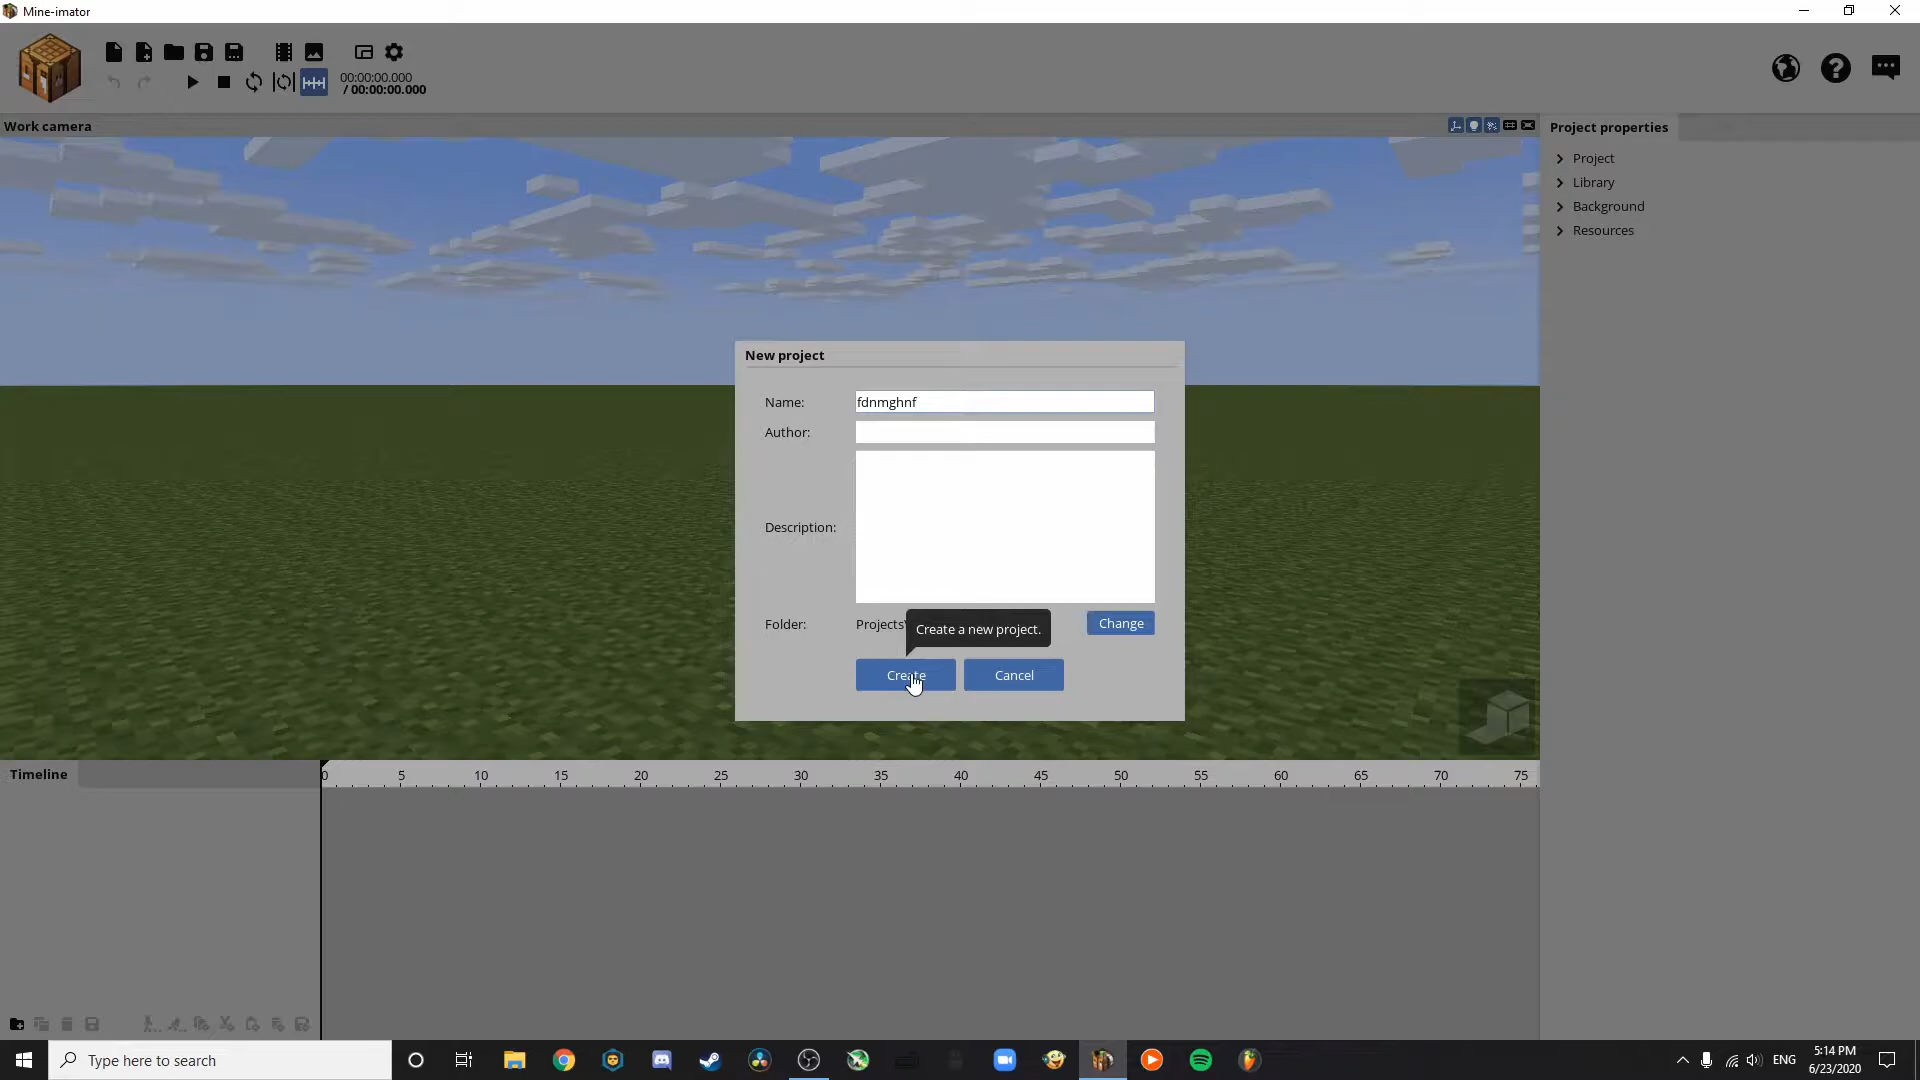 Mine-imator
00:00:00.000
/ 00:00:00.000
Work camera
Project properties
Project
Library
Background
Resources
New project
Name: fdnmghnf
Author:
Description:
Folder: Projects\
Change
Create a new project.
Create
Cancel
Timeline
0 5 10 15 20 25 30 35 40 45 50 55 60 65 70 75
Type here to search
ENG
5:14 PM
6/23/2020